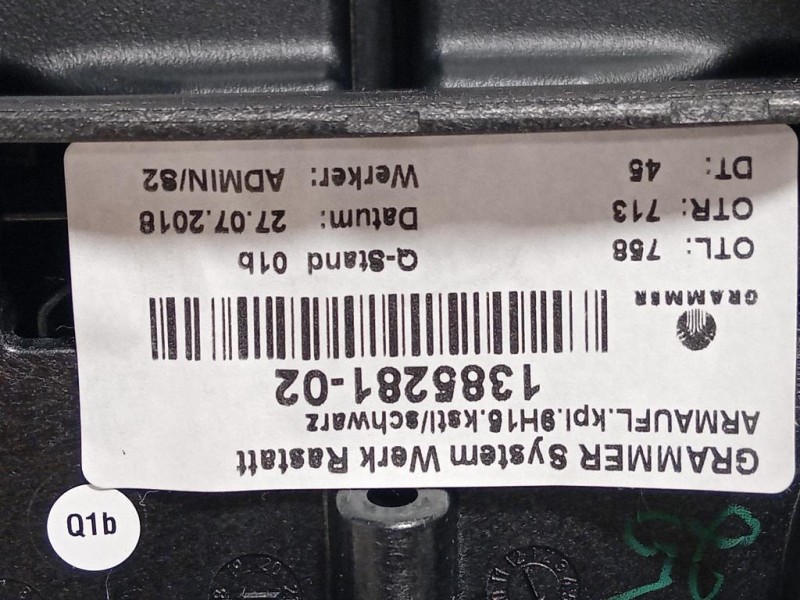 GRAMMER System Werk Rastatt
ARMAUFL.kpl.9H16.kstl/schwarz
1385281-02
GRAMMER
OTL: 758
Q-Stand 01b
OTR: 713
Datum: 27.07.2018
DT: 45
Werker: ADMIN/S2
Q1b